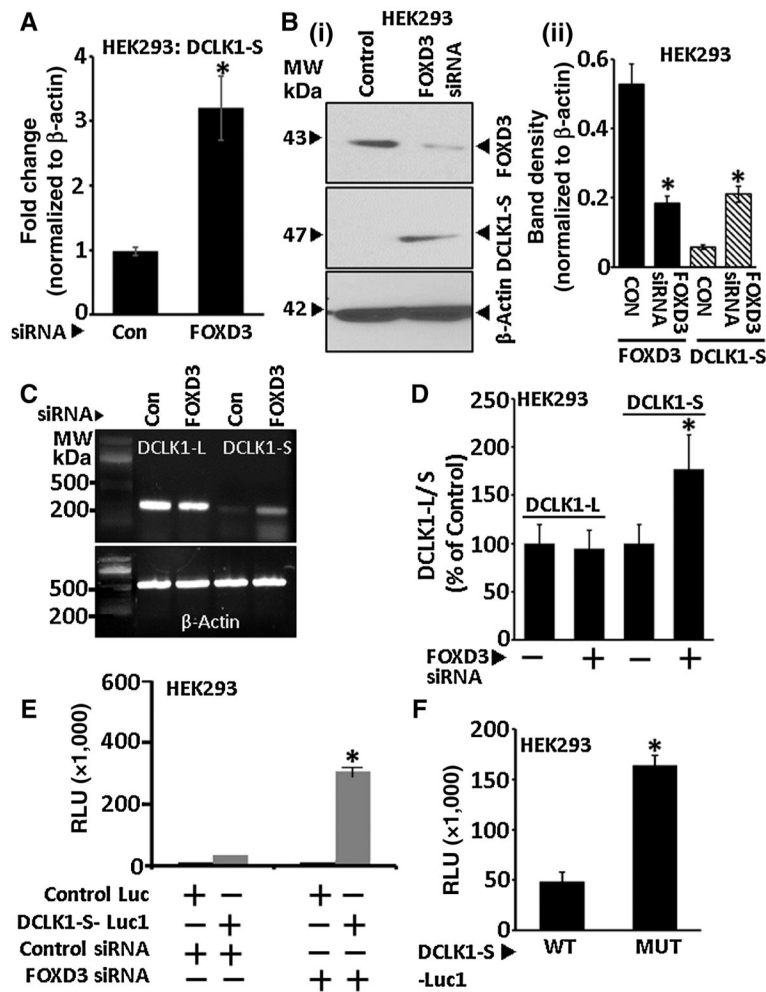 A
HEK293: DCLK1-S
Fold change
(normalized to β-actin)
4
3
2
1
0
*
siRNA ► Con FOXD3
B
HEK293
(i)
MW
kDa
Control
FOXD3
siRNA
43► ◄ FOXD3
47► ◄ DCLK1-S
42► ◄ β-Actin
(ii)
HEK293
Band density
(normalized to β-actin)
0.6
0.4
0.2
0
* *
CON
siRNA
FOXD3
CON
siRNA
FOXD3
FOXD3 DCLK1-S
C
siRNA► Con FOXD3 Con FOXD3
MW
kDa
DCLK1-L DCLK1-S
500
200
500
200
β-Actin
D
HEK293
DCLK1-S
DCLK1-L
*
DCLK1-L/S
(% of Control)
250
200
150
100
50
0
FOXD3 ► − + − +
siRNA
E
HEK293
RLU (×1,000)
600
400
200
0
*
Control Luc + − + −
DCLK1-S- Luc1 − + − +
Control siRNA + + − −
FOXD3 siRNA − − + +
F
HEK293
RLU (×1,000)
200
150
100
50
0
*
DCLK1-S ► WT MUT
-Luc1